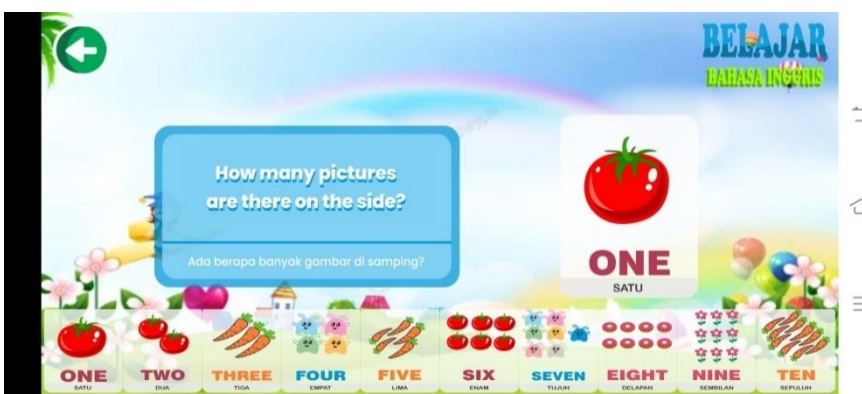 BELAJAR
BAHASA INGGRIS
How many pictures
are there on the side?
Ada berapa banyak gambar di samping?
ONE
SATU
ONE
SATU
TWO
DUA
THREE
TIGA
FOUR
EMPAT
FIVE
LIMA
SIX
ENAM
SEVEN
TUJUH
EIGHT
DELAPAN
NINE
SEMBILAN
TEN
SEPULUH